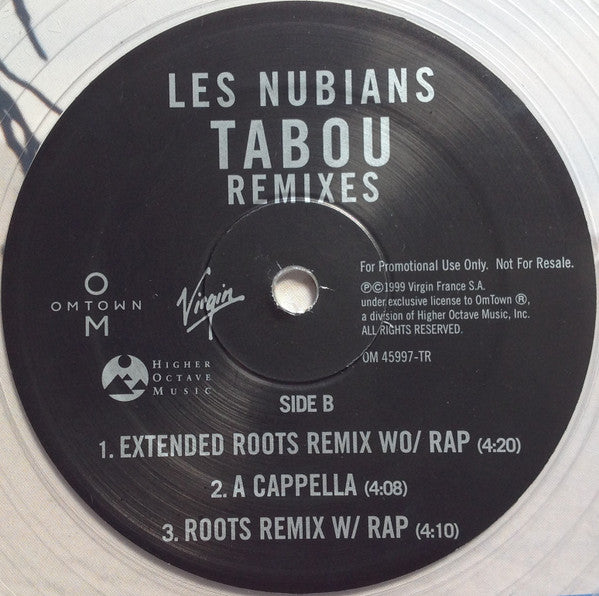 LES NUBIANS
TABOU
REMIXES
O
OMTOWN
M
Virgin
HIGHER
OCTAVE
MUSIC
For Promotional Use Only. Not For Resale.
℗©1999 Virgin France S.A.
under exclusive license to OmTown ®,
a division of Higher Octave Music, Inc.
ALL RIGHTS RESERVED.
OM 45997-TR
SIDE B
1. EXTENDED ROOTS REMIX WO/ RAP (4:20)
2. A CAPPELLA (4:08)
3. ROOTS REMIX W/ RAP (4:10)